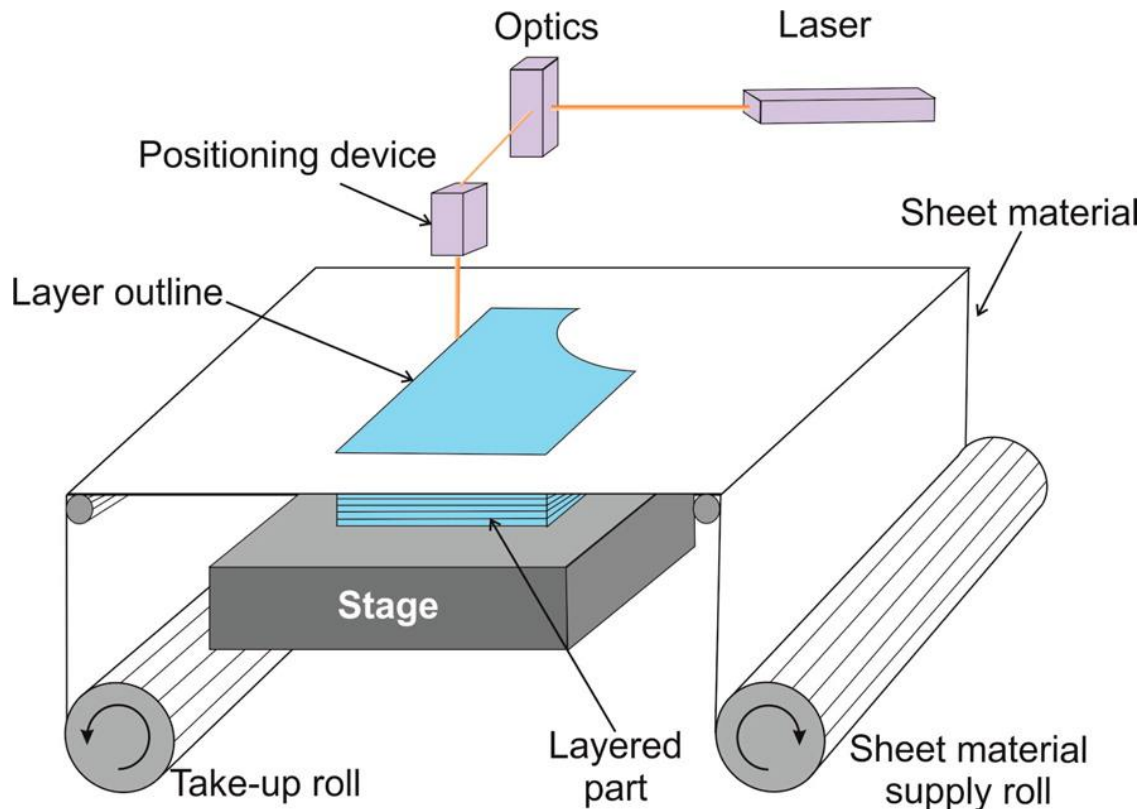 Optics
Laser
Positioning device
Sheet material
Layer outline
Stage
Take-up roll
Layered
part
Sheet material
supply roll